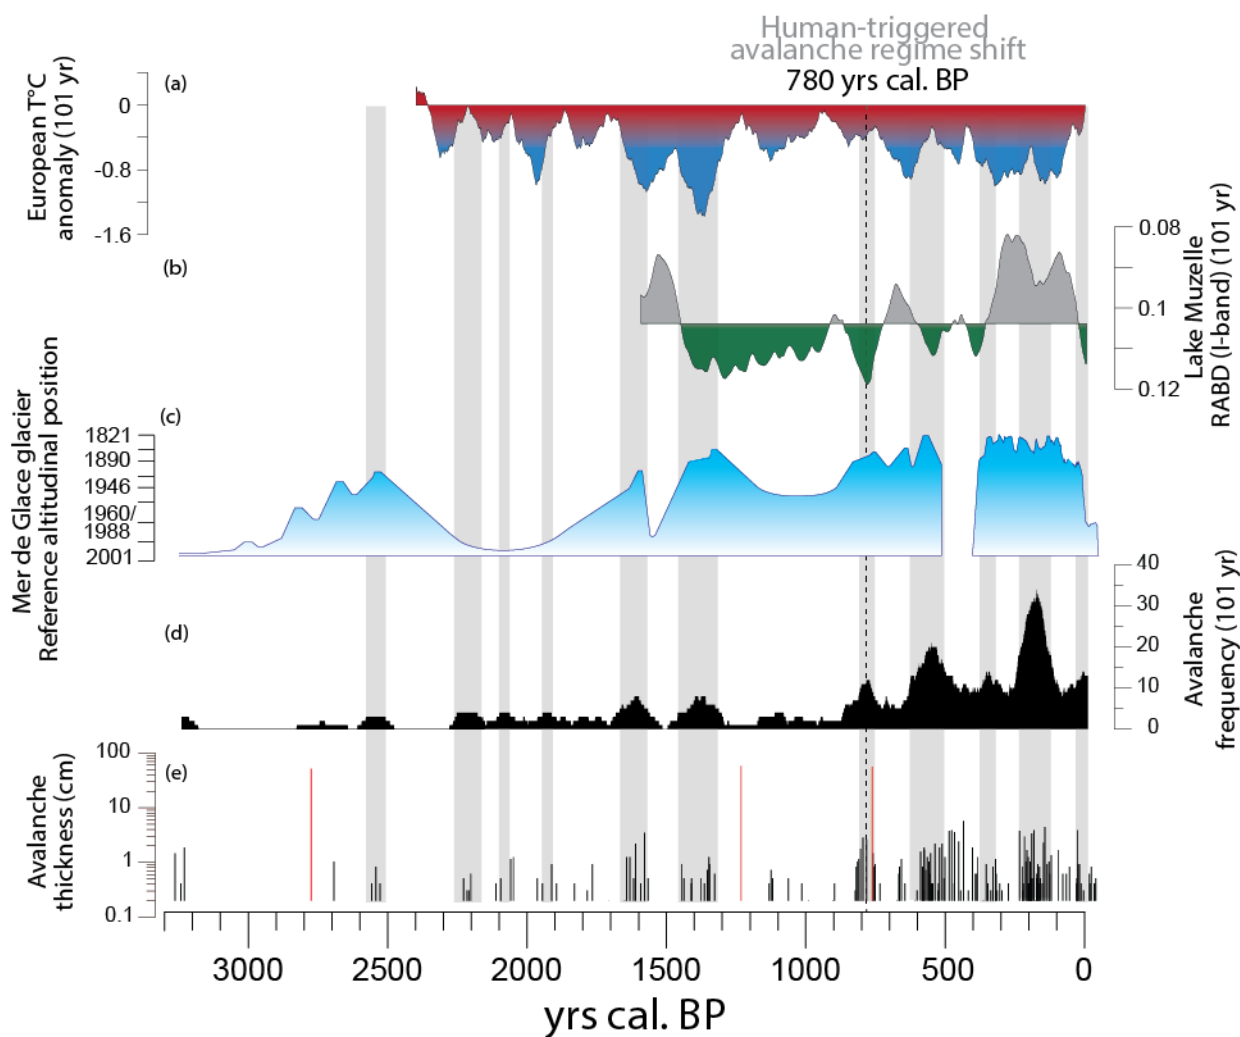 Human-triggered
avalanche regime shift
780 yrs cal. BP
(a)
European T°C
anomaly (101 yr)
0
-0.8
-1.6
(b)
Lake Muzelle
RABD (I-band) (101 yr)
0.08
0.1
0.12
(c)
Mer de Glace glacier
Reference altitudinal position
1821
1890
1946
1960/
1988
2001
(d)
Avalanche
frequency (101 yr)
40
30
20
10
0
(e)
Avalanche
thickness (cm)
100
10
1
0.1
3000 2500 2000 1500 1000 500 0
yrs cal. BP